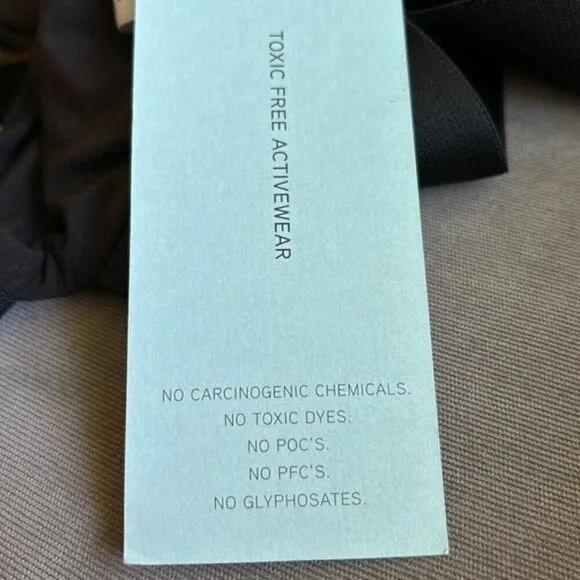 TOXIC FREE ACTIVEWEAR
NO CARCINOGENIC CHEMICALS.
NO TOXIC DYES.
NO POC'S.
NO PFC'S.
NO GLYPHOSATES.